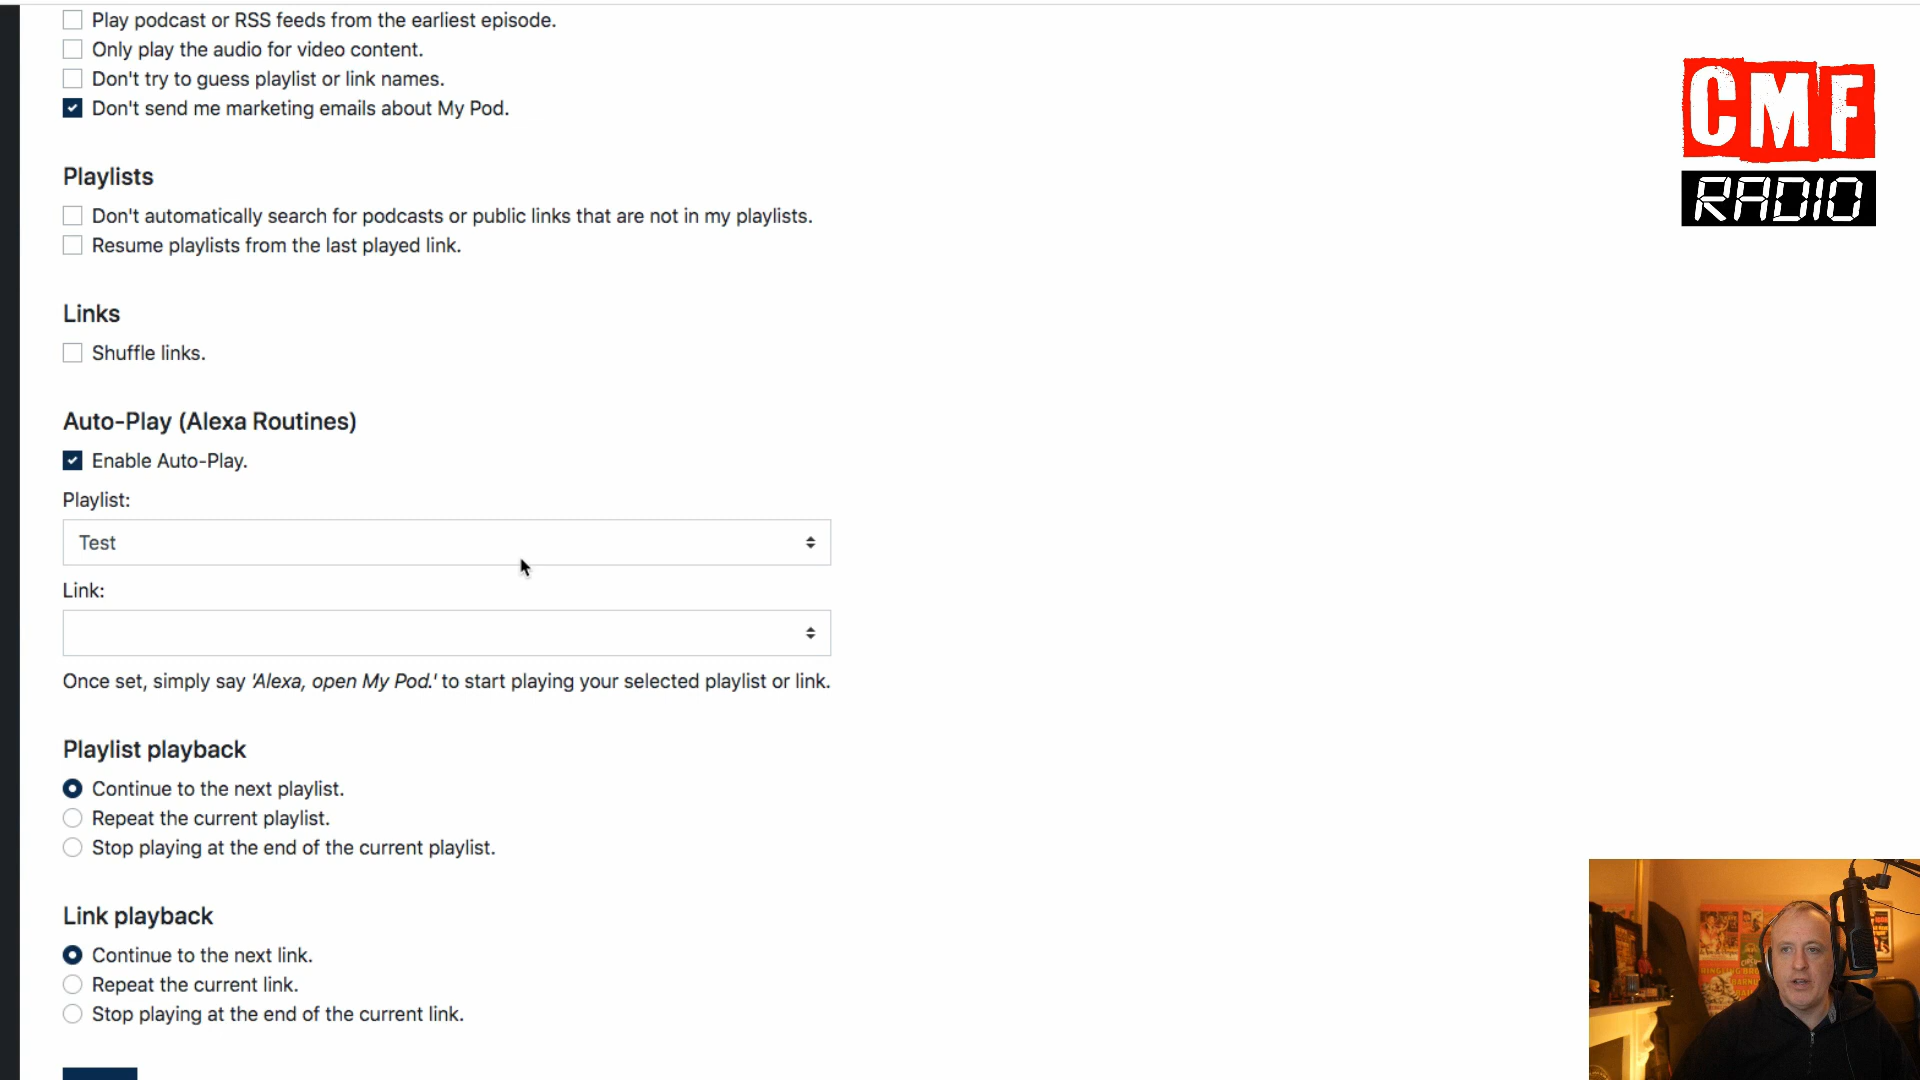 Play podcast or RSS feeds from the earliest episode.
Only play the audio for video content.
Don't try to guess playlist or link names.
Don't send me marketing emails about My Pod.
CMF
RADIO
Playlists
Don't automatically search for podcasts or public links that are not in my playlists.
Resume playlists from the last played link.
Links
Shuffle links.
Auto-Play (Alexa Routines)
Enable Auto-Play.
Playlist:
Test
Link:
Once set, simply say 'Alexa, open My Pod.' to start playing your selected playlist or link.
Playlist playback
Continue to the next playlist.
Repeat the current playlist.
Stop playing at the end of the current playlist.
Link playback
Continue to the next link.
Repeat the current link.
Stop playing at the end of the current link.